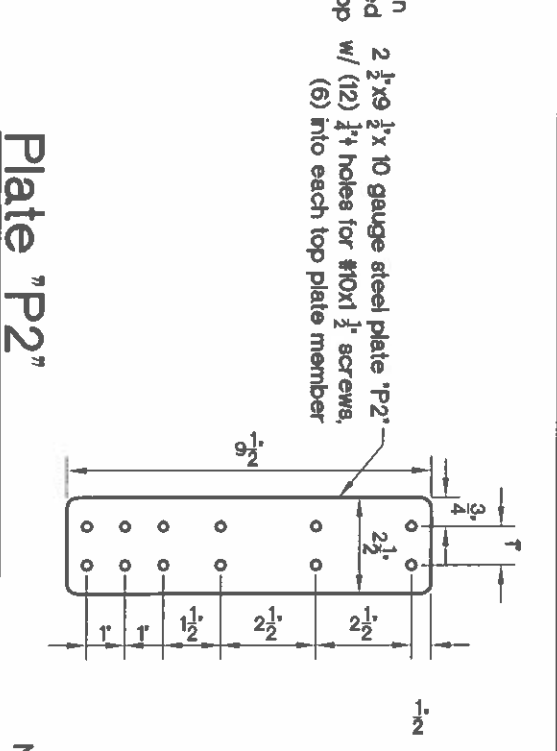 n
ed 2 1/2"x9 1/2"x 10 gauge steel plate "P2"
op w/ (12) 1/4"+ holes for #10x1 1/2" screws,
(6) into each top plate member
Plate "P2"
9 1/2"
2 1/2"
3/4"
1"
1"
1"
1 1/2"
2 1/2"
2 1/2"
1/2"